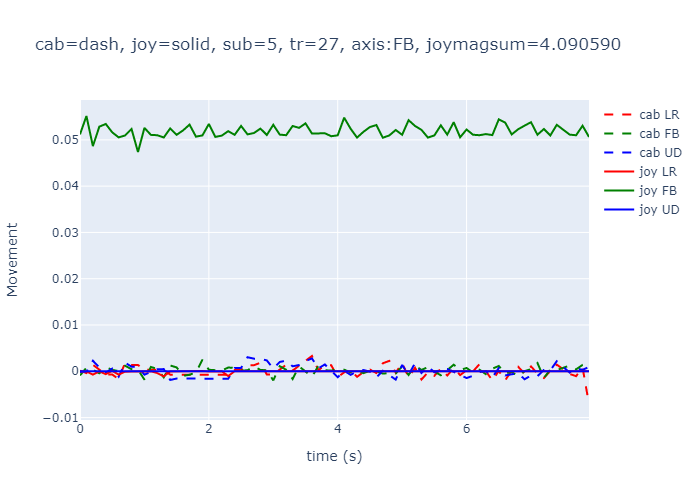 cab=dash, joy=solid, sub=5, tr=27, axis:FB, joymagsum=4.090590
Movement
0.05
0.04
0.03
0.02
0.01
0
−0.01
0
2
4
6
time (s)
cab LR
cab FB
cab UD
joy LR
joy FB
joy UD